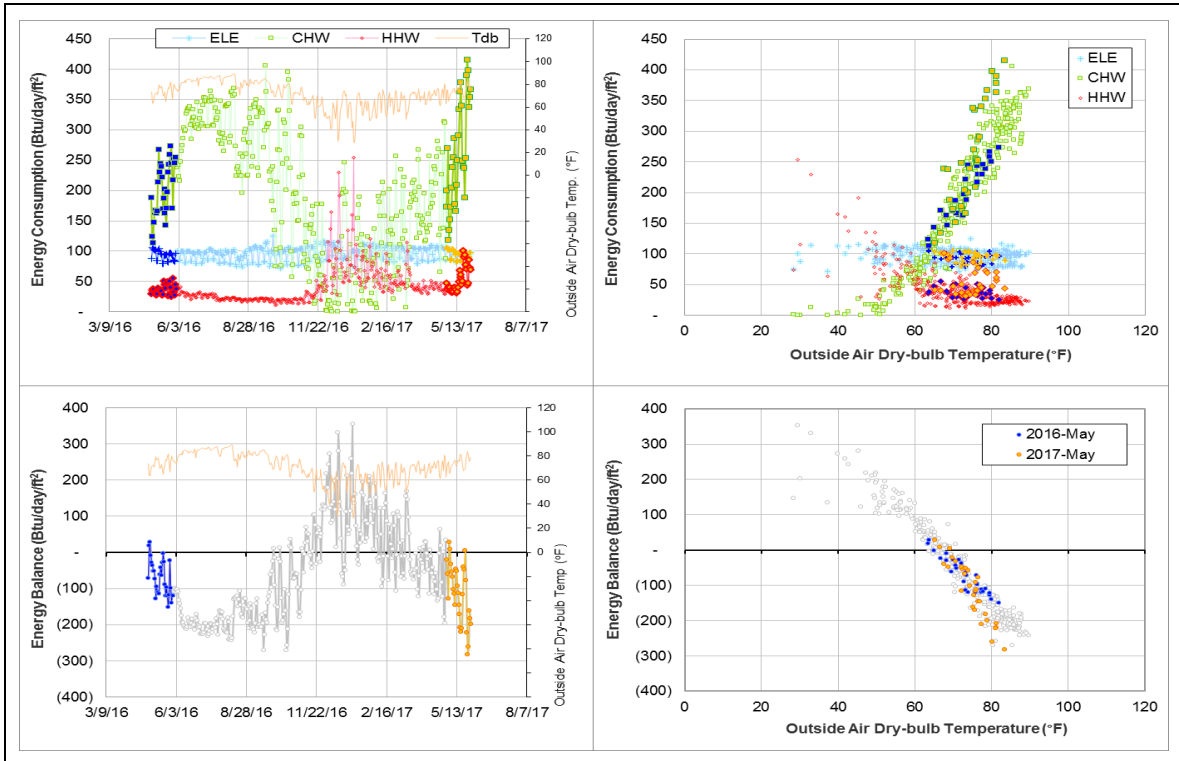 ELE CHW HHW Tdb
Energy Consumption (Btu/day/ft²)
450
400
350
300
250
200
150
100
50
-
120
100
80
60
40
20
0
Outside Air Dry-bulb Temp. (°F)
3/9/16 6/3/16 8/28/16 11/22/16 2/16/17 5/13/17 8/7/17
Energy Consumption (Btu/day/ft²)
450
400
350
300
250
200
150
100
50
-
ELE
CHW
HHW
0 20 40 60 80 100 120
Outside Air Dry-bulb Temperature (°F)
Energy Balance (Btu/day/ft²)
400
300
200
100
-
(100)
(200)
(300)
(400)
120
100
80
60
40
20
0
Outside Air Dry-bulb Temp (°F)
3/9/16 6/3/16 8/28/16 11/22/16 2/16/17 5/13/17 8/7/17
Energy Balance (Btu/day/ft²)
400
300
200
100
-
(100)
(200)
(300)
(400)
2016-May
2017-May
0 20 40 60 80 100 120
Outside Air Dry-bulb Temperature (°F)